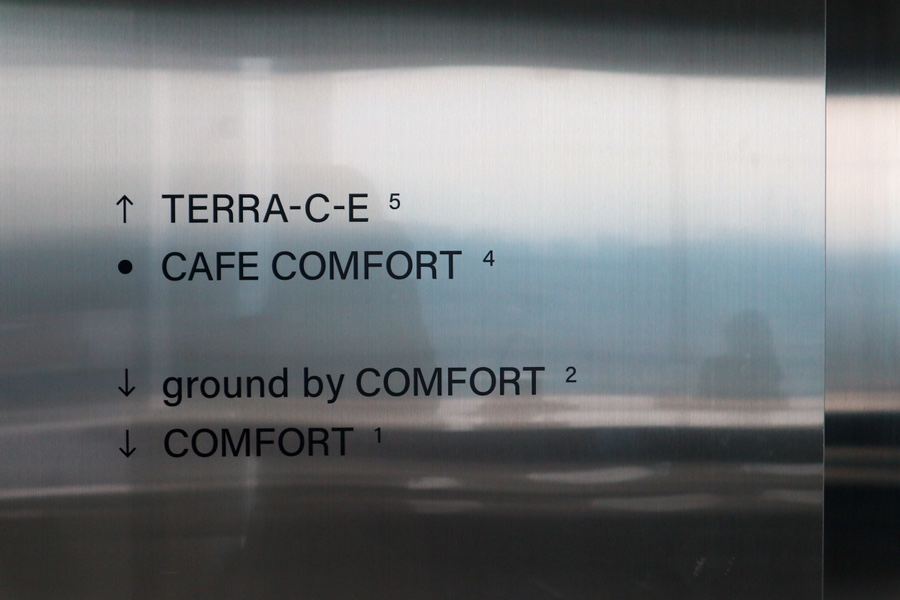 ↑ TERRA-C-E 5
● CAFE COMFORT 4
↓ ground by COMFORT 2
↓ COMFORT 1